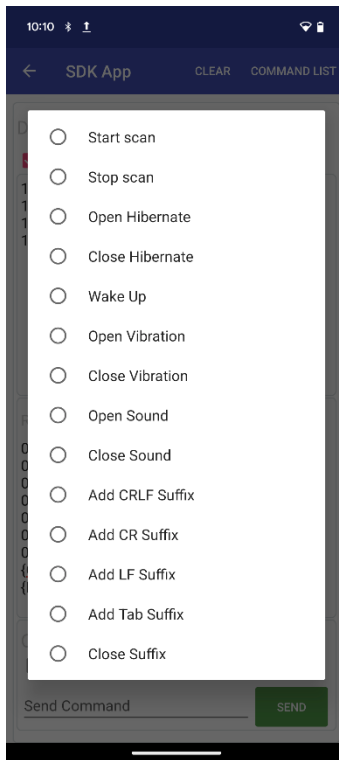 10:10
SDK App
CLEAR
COMMAND LIST
Start scan
Stop scan
Open Hibernate
Close Hibernate
Wake Up
Open Vibration
Close Vibration
Open Sound
Close Sound
Add CRLF Suffix
Add CR Suffix
Add LF Suffix
Add Tab Suffix
Close Suffix
Send Command
SEND